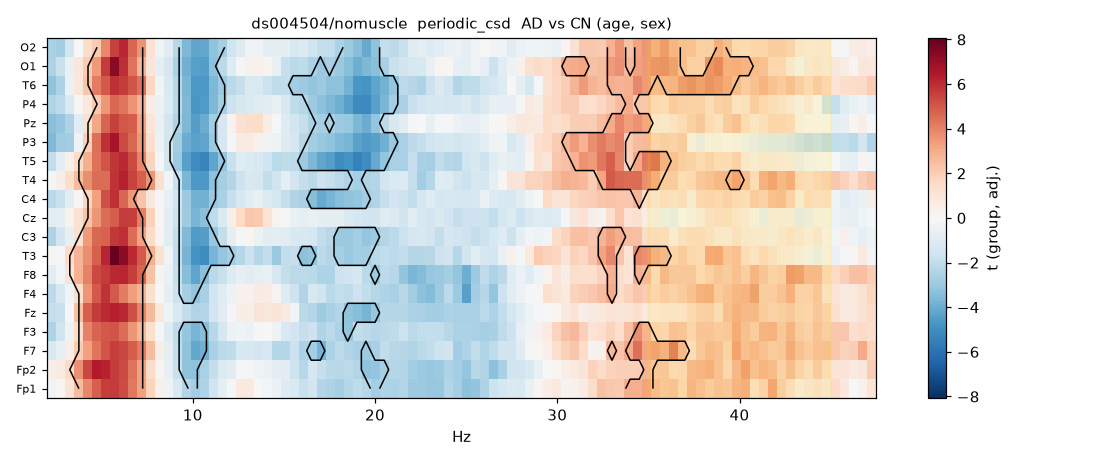 ds004504/nomuscle periodic_csd AD vs CN (age, sex)
O2
O1
T6
P4
Pz
P3
T5
T4
C4
Cz
C3
T3
F8
F4
Fz
F3
F7
Fp2
Fp1
10 20 30 40
Hz
8
6
4
2
0
−2
−4
−6
−8
t (group, adj.)